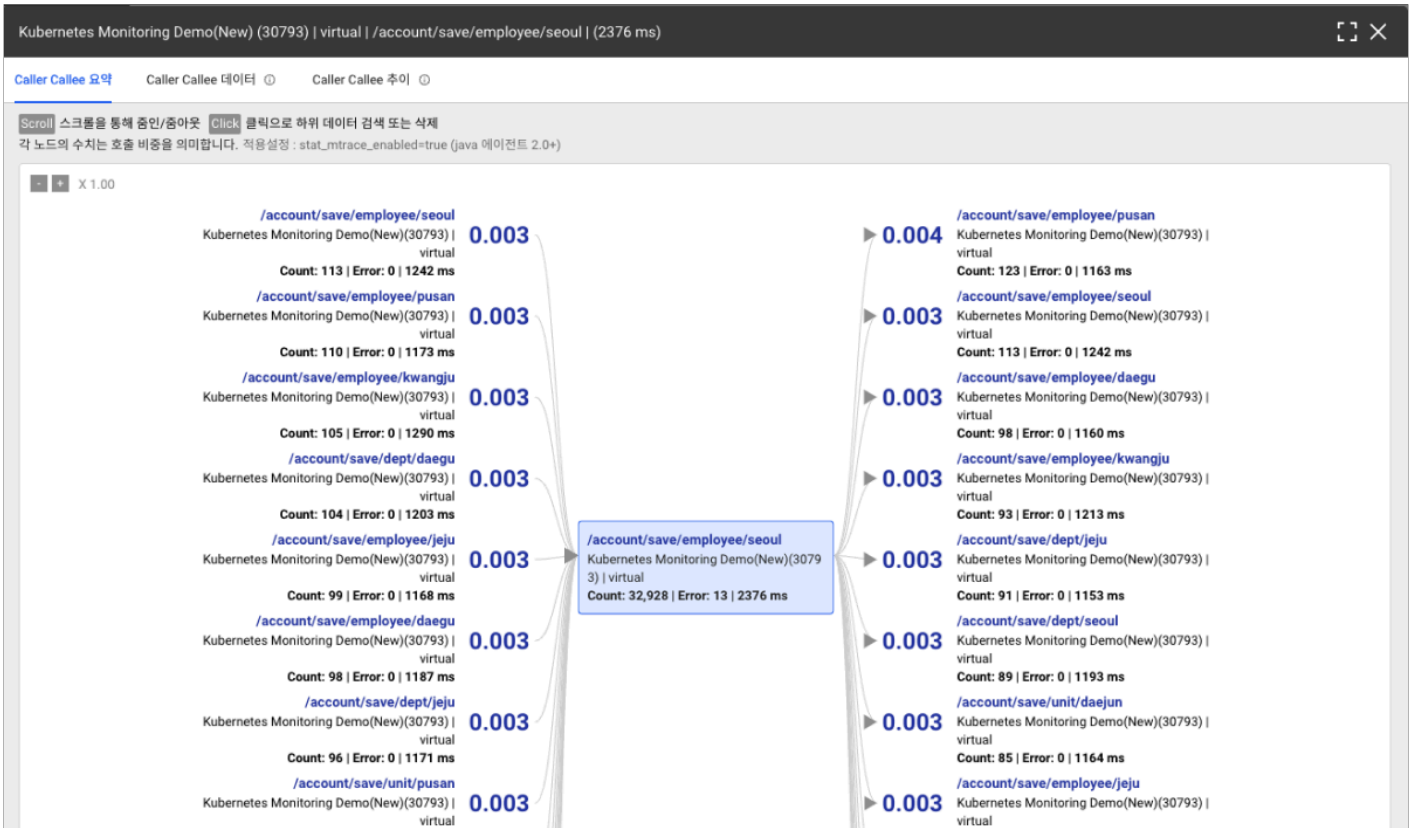 Kubernetes Monitoring Demo(New) (30793) | virtual | /account/save/employee/seoul | (2376 ms)
Caller Callee 요약 Caller Callee 데이터 Caller Callee 추이
Scroll 스크롤을 통해 줌인/줌아웃 Click 클릭으로 하위 데이터 검색 또는 삭제
각 노드의 수치는 호출 비중을 의미합니다. 적용설정 : stat_mtrace_enabled=true (java 에이전트 2.0+)
- + X 1.00
/account/save/employee/seoul
Kubernetes Monitoring Demo(New)(30793) |
virtual
Count: 113 | Error: 0 | 1242 ms
0.003
/account/save/employee/pusan
Kubernetes Monitoring Demo(New)(30793) |
virtual
Count: 110 | Error: 0 | 1173 ms
0.003
/account/save/employee/kwangju
Kubernetes Monitoring Demo(New)(30793) |
virtual
Count: 105 | Error: 0 | 1290 ms
0.003
/account/save/dept/daegu
Kubernetes Monitoring Demo(New)(30793) |
virtual
Count: 104 | Error: 0 | 1203 ms
0.003
/account/save/employee/jeju
Kubernetes Monitoring Demo(New)(30793) |
virtual
Count: 99 | Error: 0 | 1168 ms
0.003
/account/save/employee/daegu
Kubernetes Monitoring Demo(New)(30793) |
virtual
Count: 98 | Error: 0 | 1187 ms
0.003
/account/save/dept/jeju
Kubernetes Monitoring Demo(New)(30793) |
virtual
Count: 96 | Error: 0 | 1171 ms
0.003
/account/save/unit/pusan
Kubernetes Monitoring Demo(New)(30793) |
virtual
0.003
/account/save/employee/seoul
Kubernetes Monitoring Demo(New)(3079
3) | virtual
Count: 32,928 | Error: 13 | 2376 ms
0.004
/account/save/employee/pusan
Kubernetes Monitoring Demo(New)(30793) |
virtual
Count: 123 | Error: 0 | 1163 ms
0.003
/account/save/employee/seoul
Kubernetes Monitoring Demo(New)(30793) |
virtual
Count: 113 | Error: 0 | 1242 ms
0.003
/account/save/employee/daegu
Kubernetes Monitoring Demo(New)(30793) |
virtual
Count: 98 | Error: 0 | 1160 ms
0.003
/account/save/employee/kwangju
Kubernetes Monitoring Demo(New)(30793) |
virtual
Count: 93 | Error: 0 | 1213 ms
0.003
/account/save/dept/jeju
Kubernetes Monitoring Demo(New)(30793) |
virtual
Count: 91 | Error: 0 | 1153 ms
0.003
/account/save/dept/seoul
Kubernetes Monitoring Demo(New)(30793) |
virtual
Count: 89 | Error: 0 | 1193 ms
0.003
/account/save/unit/daejun
Kubernetes Monitoring Demo(New)(30793) |
virtual
Count: 85 | Error: 0 | 1164 ms
0.003
/account/save/employee/jeju
Kubernetes Monitoring Demo(New)(30793) |
virtual